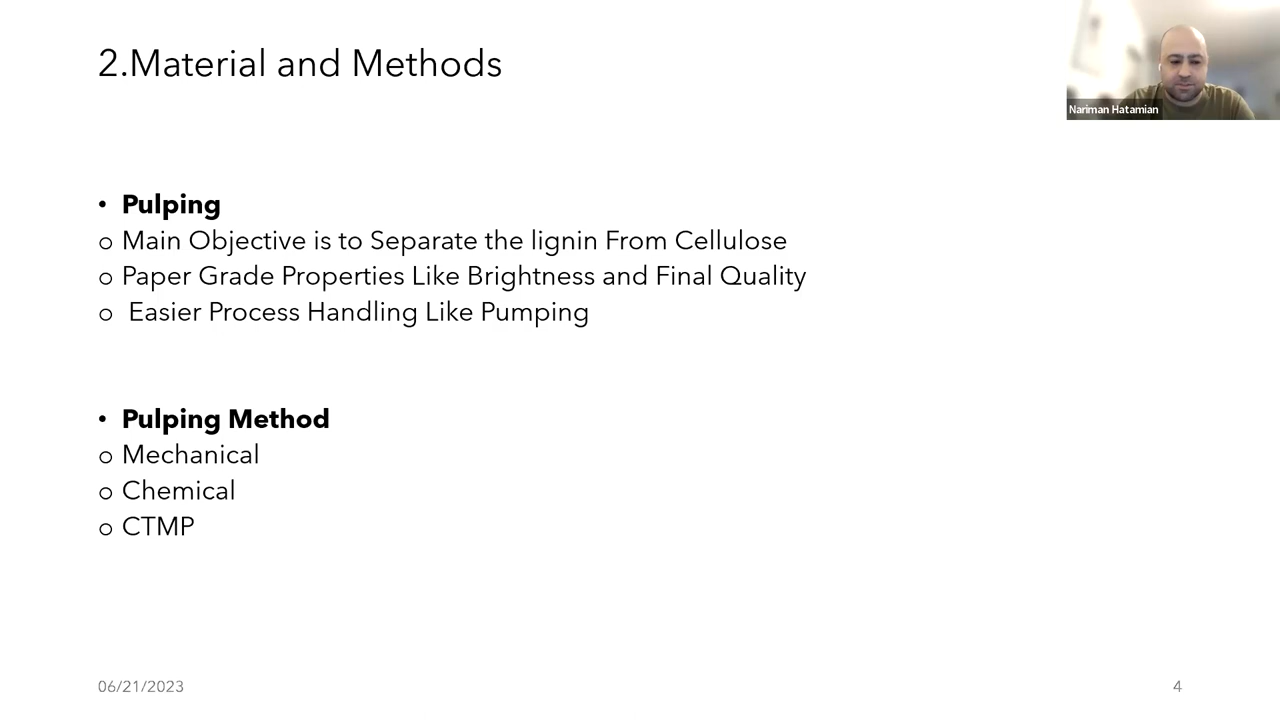 2.Material and Methods
Nariman Hatamian
• Pulping
o Main Objective is to Separate the lignin From Cellulose
o Paper Grade Properties Like Brightness and Final Quality
o Easier Process Handling Like Pumping
• Pulping Method
o Mechanical
o Chemical
o CTMP
06/21/2023
4